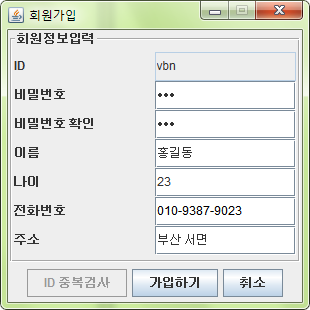 회원가입
회원정보입력
ID vbn
비밀번호 •••
비밀번호 확인 •••
이름 홍길동
나이 23
전화번호 010-9387-9023
주소 부산 서면
ID 중복검사 가입하기 취소